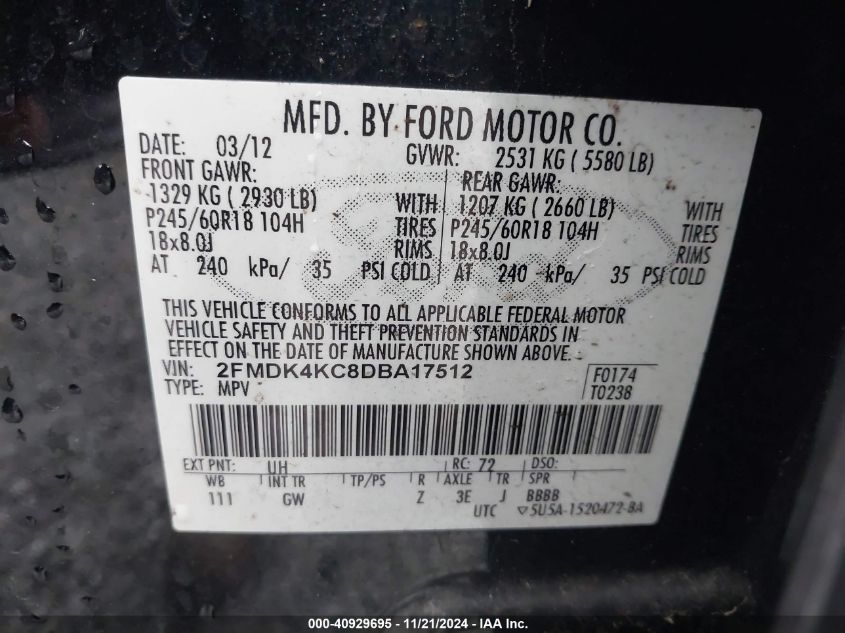 MFD. BY FORD MOTOR CO.
DATE: 03/12 GVWR: 2531 KG ( 5580 LB)
FRONT GAWR: REAR GAWR:
1329 KG ( 2930 LB) WITH 1207 KG ( 2660 LB) WITH
P245/60R18 104H TIRES P245/60R18 104H TIRES
18x8.0J RIMS 18x8.0J RIMS
AT 240 kPa/ 35 PSI COLD AT 240 kPa/ 35 PSI COLD
THIS VEHICLE CONFORMS TO ALL APPLICABLE FEDERAL MOTOR
VEHICLE SAFETY AND THEFT PREVENTION STANDARDS IN
EFFECT ON THE DATE OF MANUFACTURE SHOWN ABOVE.
VIN: 2FMDK4KC8DBA17512 F0174
TYPE: MPV T0238
EXT PNT: UH RC: 72 DSO:
WB INT TR TP/PS R AXLE TR SPR
111 GW Z 3E J BBBB
UTC ▽5U5A-1520472-BA
000-40929695 - 11/21/2024 - IAAI.com